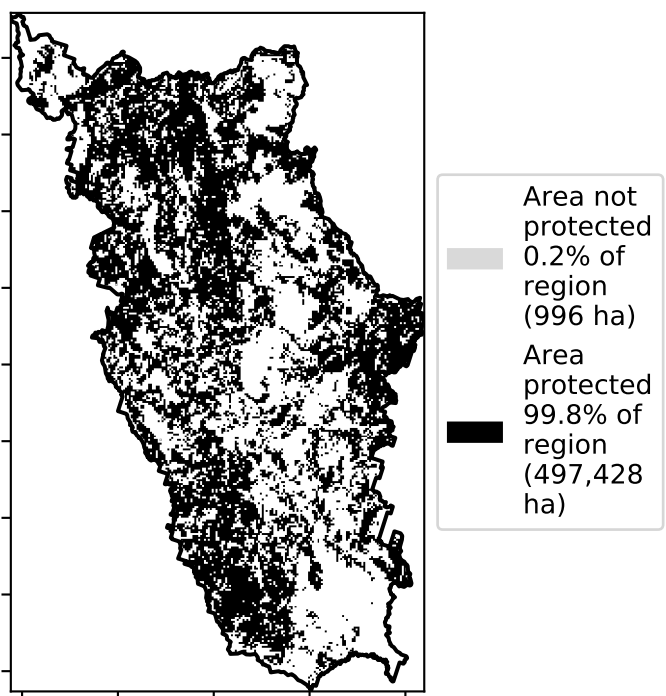 Area not
protected
0.2% of
region
(996 ha)
Area
protected
99.8% of
region
(497,428
ha)